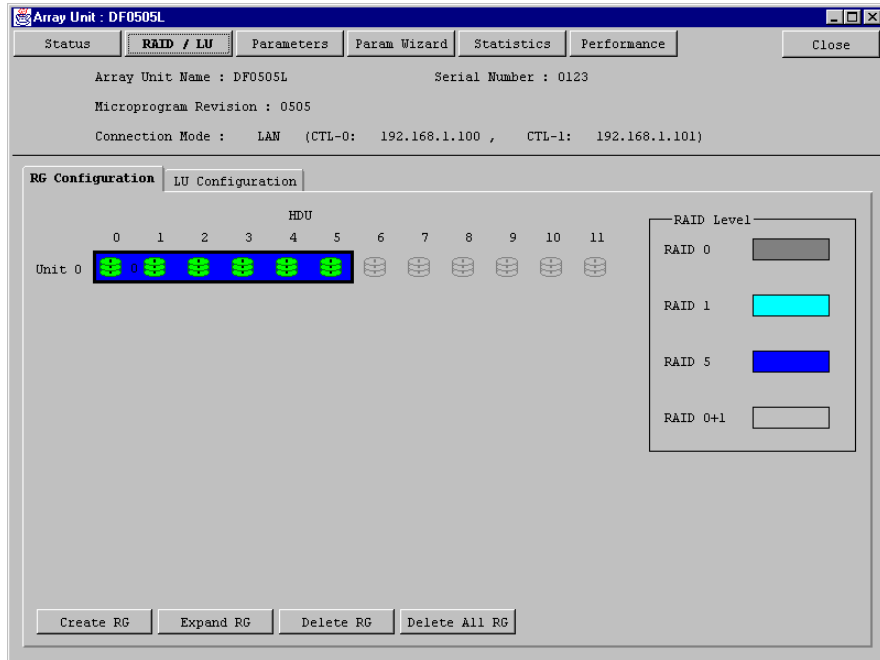 Array Unit : DF0505L
Status RAID / LU Parameters Param Wizard Statistics Performance Close
Array Unit Name : DF0505L Serial Number : 0123
Microprogram Revision : 0505
Connection Mode : LAN (CTL-0: 192.168.1.100 , CTL-1: 192.168.1.101)
RG Configuration LU Configuration
HDU
0 1 2 3 4 5 6 7 8 9 10 11
Unit 0 0
RAID Level
RAID 0
RAID 1
RAID 5
RAID 0+1
Create RG Expand RG Delete RG Delete All RG